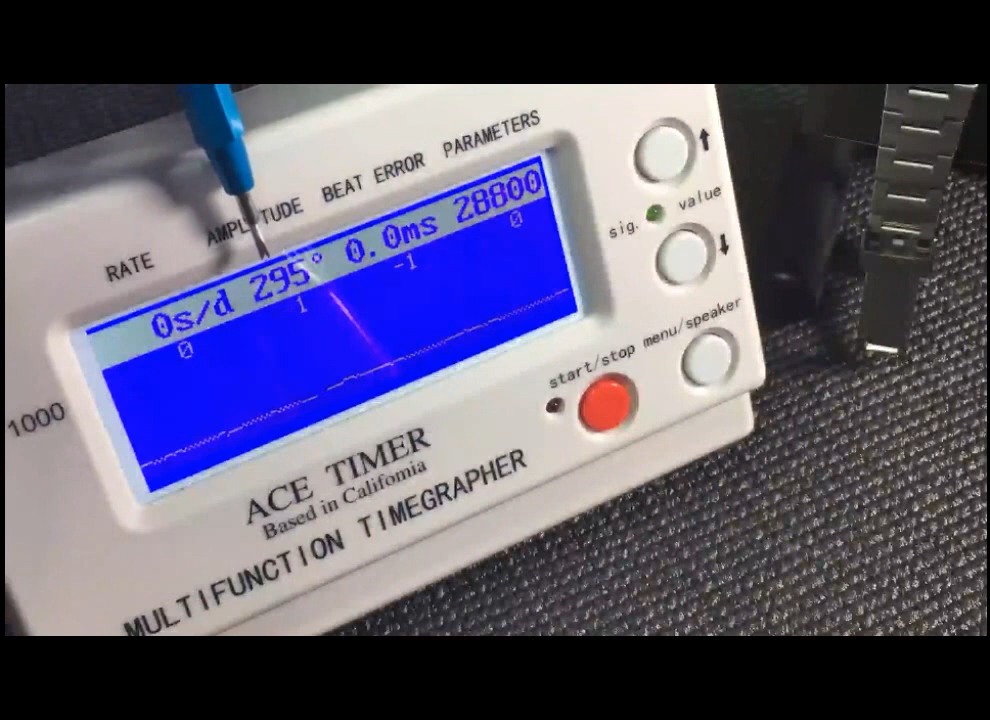 RATE AMPLITUDE BEAT ERROR PARAMETERS
0s/d 295° 0.0ms 28800
0 1 -1 0
1000
sig. value
start/stop menu/speaker
ACE TIMER
Based in California
MULTIFUNCTION TIMEGRAPHER